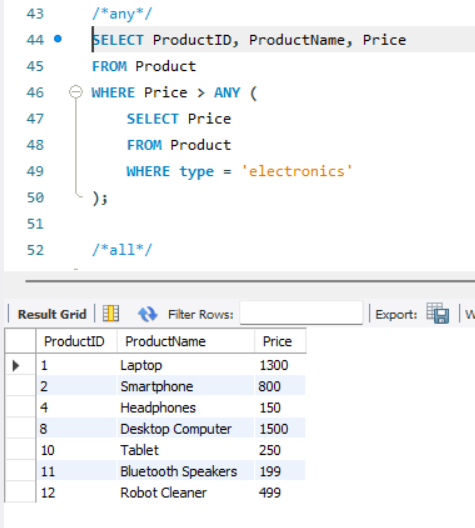 43 /*any*/
44 SELECT ProductID, ProductName, Price
45 FROM Product
46 WHERE Price > ANY (
47 SELECT Price
48 FROM Product
49 WHERE type = 'electronics'
50 );
51
52 /*all*/
Result Grid Filter Rows: Export: W
ProductID ProductName Price
1 Laptop 1300
2 Smartphone 800
4 Headphones 150
8 Desktop Computer 1500
10 Tablet 250
11 Bluetooth Speakers 199
12 Robot Cleaner 499